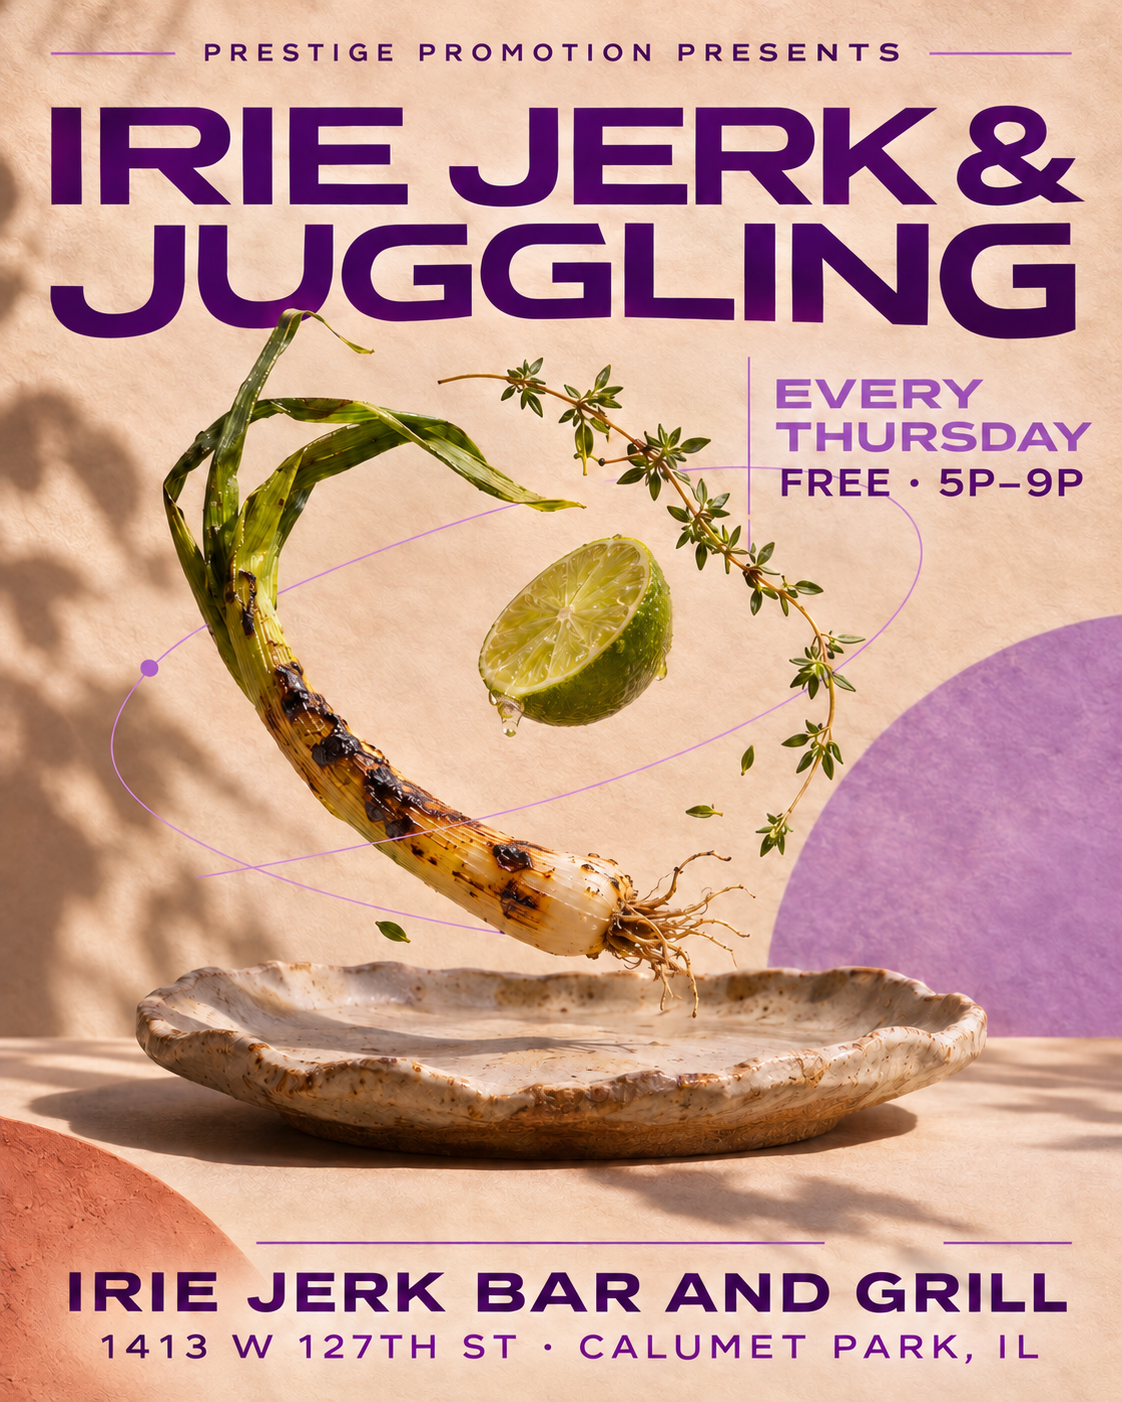 PRESTIGE PROMOTION PRESENTS
IRIE JERK &
JUGGLING
EVERY
THURSDAY
FREE · 5P–9P
IRIE JERK BAR AND GRILL
1413 W 127TH ST · CALUMET PARK, IL